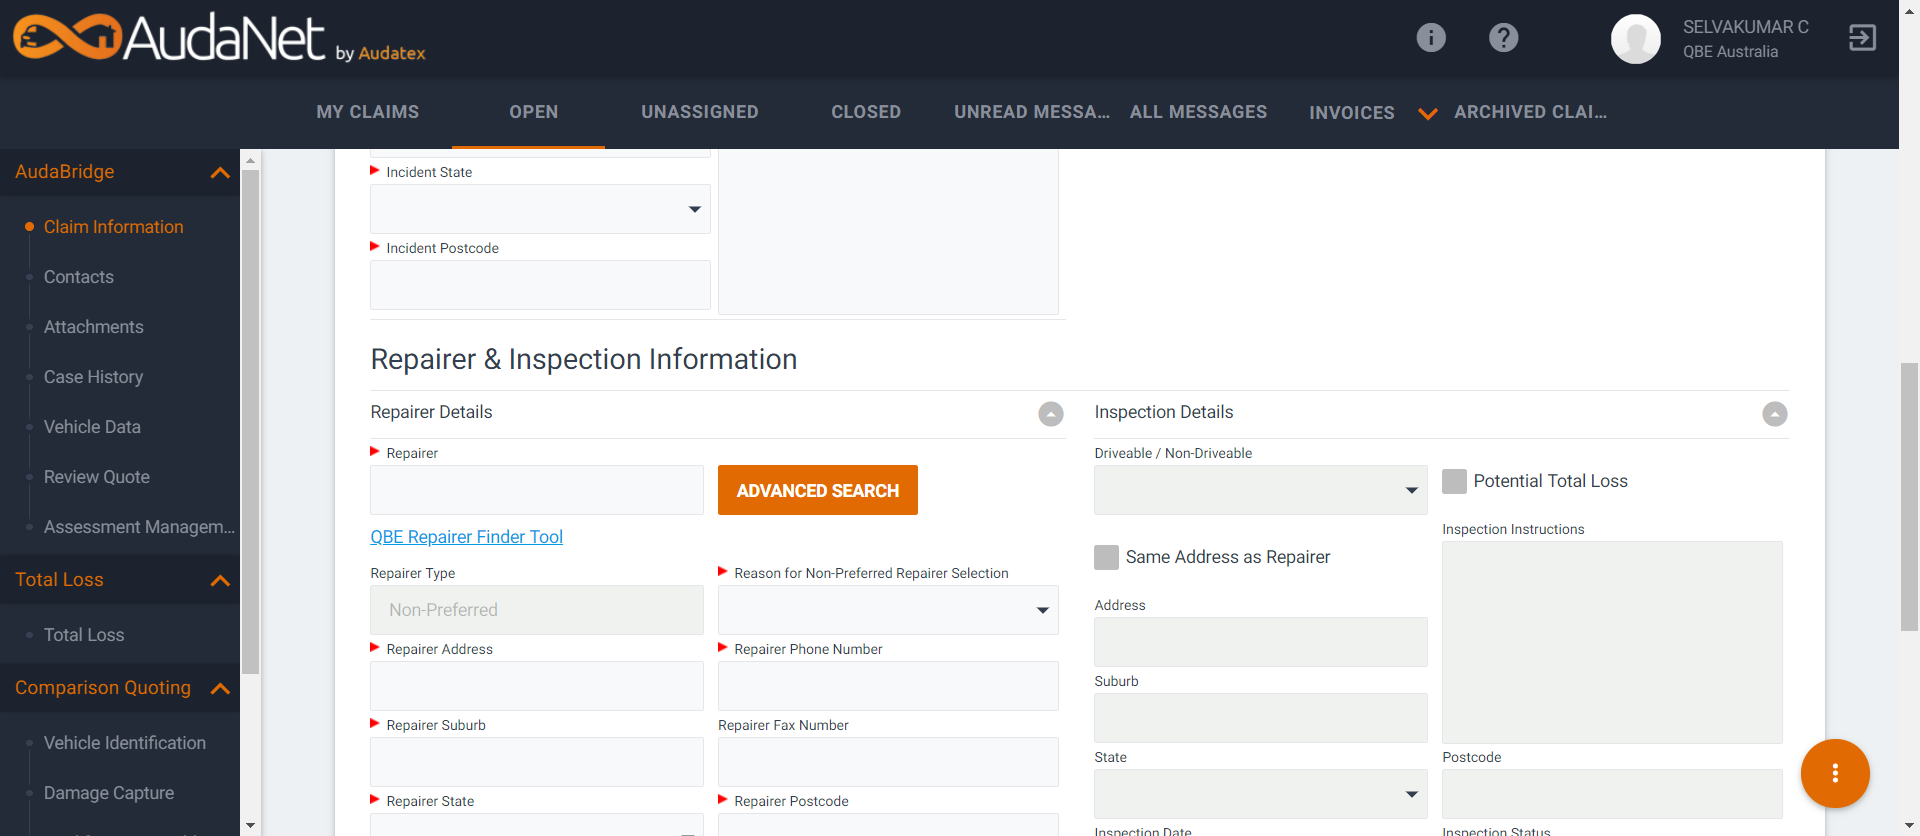 AudaNet by Audatex
SELVAKUMAR C
QBE Australia
MY CLAIMS
OPEN
UNASSIGNED
CLOSED
UNREAD MESSA...
ALL MESSAGES
INVOICES
ARCHIVED CLAI...
AudaBridge
Claim Information
Contacts
Attachments
Case History
Vehicle Data
Review Quote
Assessment Managem...
Total Loss
Total Loss
Comparison Quoting
Vehicle Identification
Damage Capture
Incident State
Incident Postcode
Repairer & Inspection Information
Repairer Details
Repairer
ADVANCED SEARCH
QBE Repairer Finder Tool
Repairer Type
Non-Preferred
Reason for Non-Preferred Repairer Selection
Repairer Address
Repairer Phone Number
Repairer Suburb
Repairer Fax Number
Repairer State
Repairer Postcode
Inspection Details
Driveable / Non-Driveable
Potential Total Loss
Inspection Instructions
Same Address as Repairer
Address
Suburb
State
Postcode
Inspection Date
Inspection Status